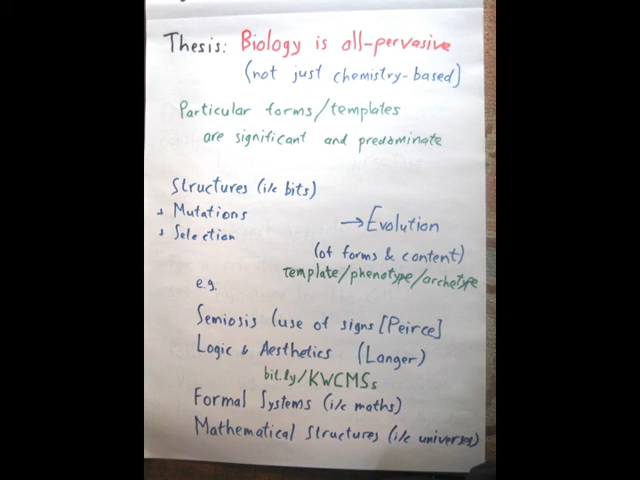 Thesis: Biology is all-pervasive
(not just chemistry-based)
Particular forms/templates
are significant and predominate
Structures (i/c bits)
+ Mutations
+ Selection
→ Evolution
(of forms & content)
template/phenotype/archetype
e.g.
Semiosis (use of signs [Peirce]
Logic & Aesthetics (Langer)
bit.ly/KWCMSs
Formal Systems (i/c maths)
Mathematical Structures (i/c universes)